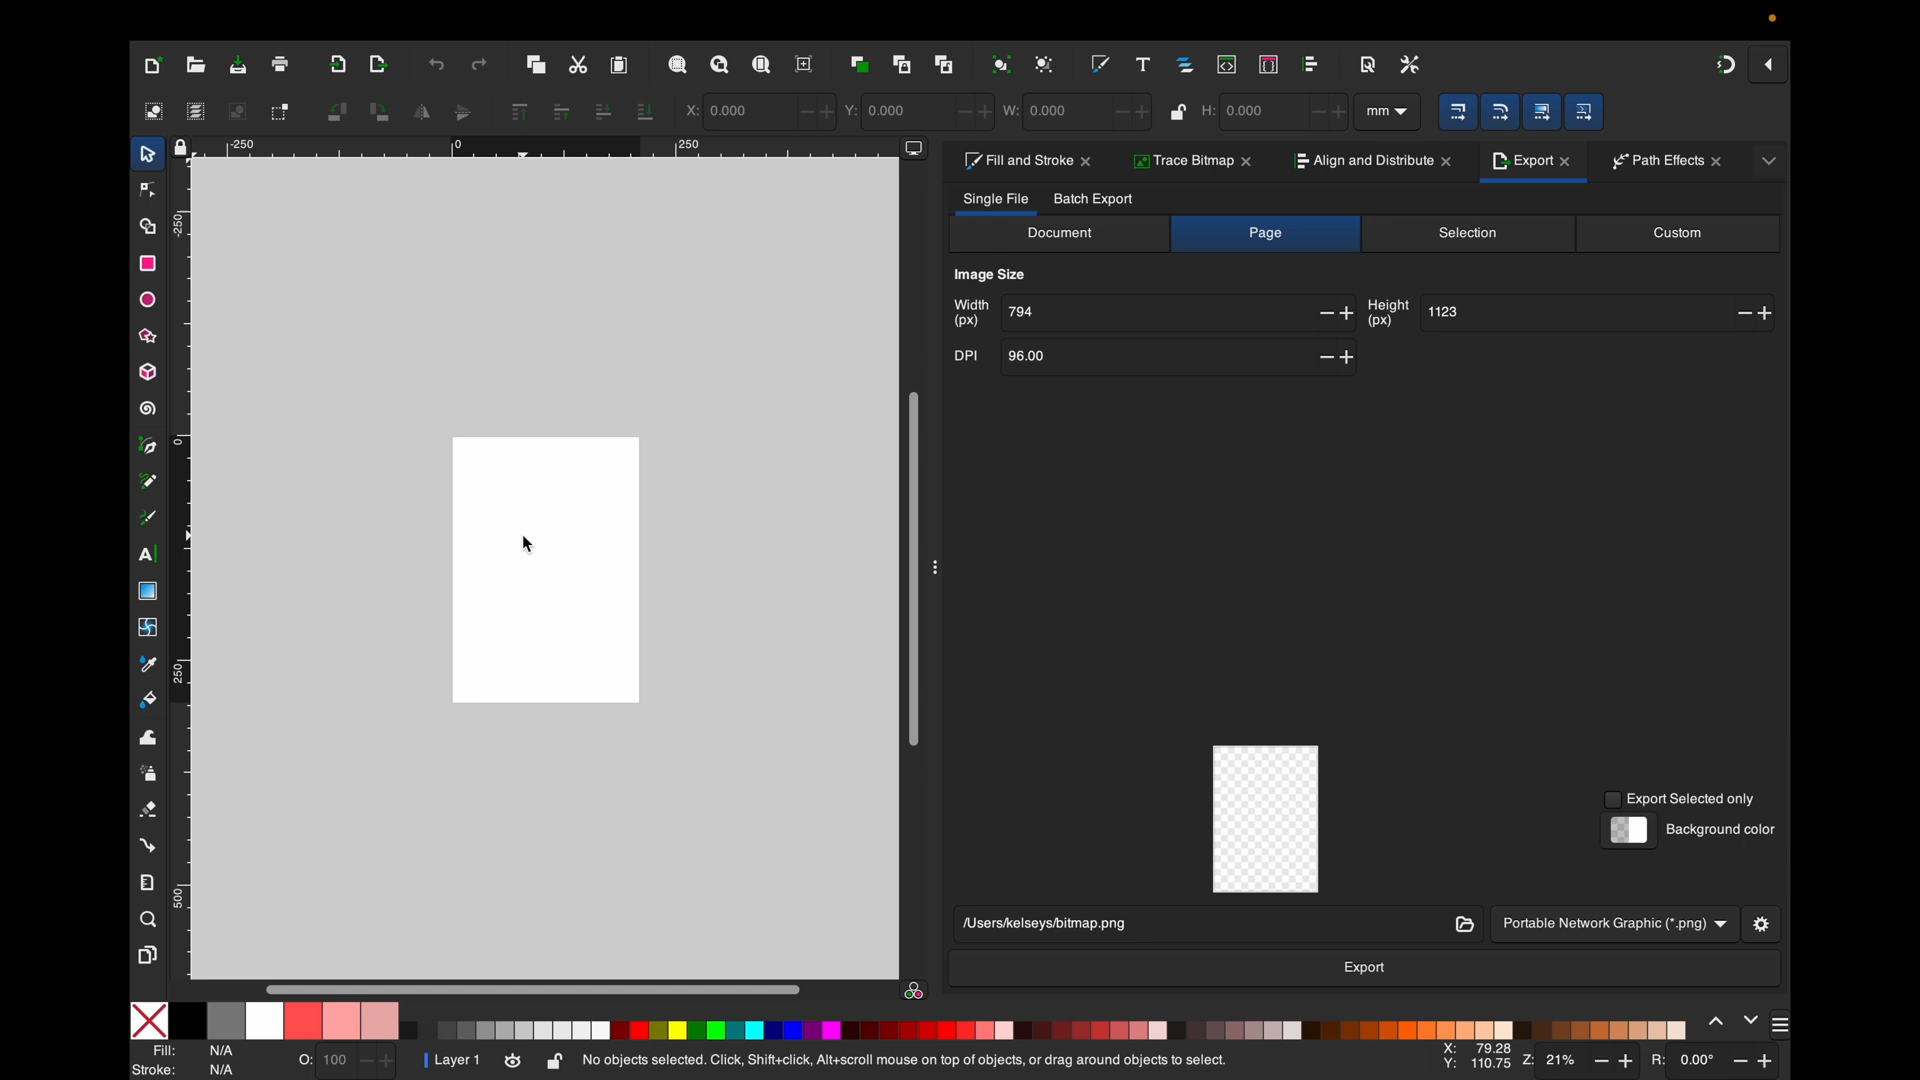 X: 0.000 Y: 0.000 W: 0.000 H: 0.000 mm
-250 0 250
-250
0
250
500
Fill and Stroke Trace Bitmap Align and Distribute Export Path Effects
Single File Batch Export
Document Page Selection Custom
Image Size
Width (px) 794 Height (px) 1123
DPI 96.00
Export Selected only
Background color
/Users/kelseys/bitmap.png Portable Network Graphic (*.png)
Export
Fill: N/A
Stroke: N/A
O: 100
Layer 1
No objects selected. Click, Shift+click, Alt+scroll mouse on top of objects, or drag around objects to select.
X: 79.28
Y: 110.75
Z: 21% R: 0.00°